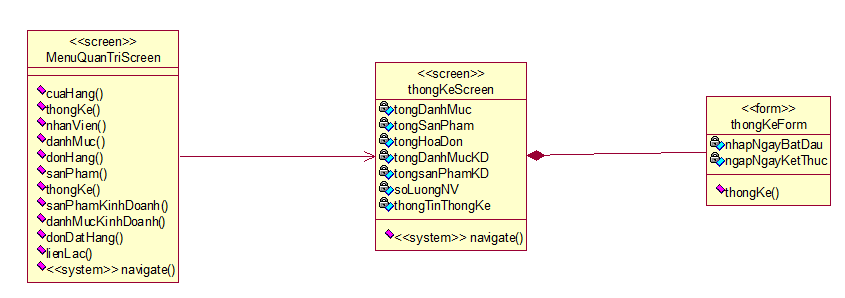 <<screen>>
MenuQuanTriScreen
cuaHang()
thongKe()
nhanVien()
danhMuc()
donHang()
sanPham()
thongKe()
sanPhamKinhDoanh()
danhMucKinhDoanh()
donDatHang()
lienLac()
<<system>> navigate()
<<screen>>
thongKeScreen
tongDanhMuc
tongSanPham
tongHoaDon
tongDanhMucKD
tongsanPhamKD
soLuongNV
thongTinThongKe
<<system>> navigate()
<<form>>
thongKeForm
nhapNgayBatDau
ngapNgayKetThuc
thongKe()